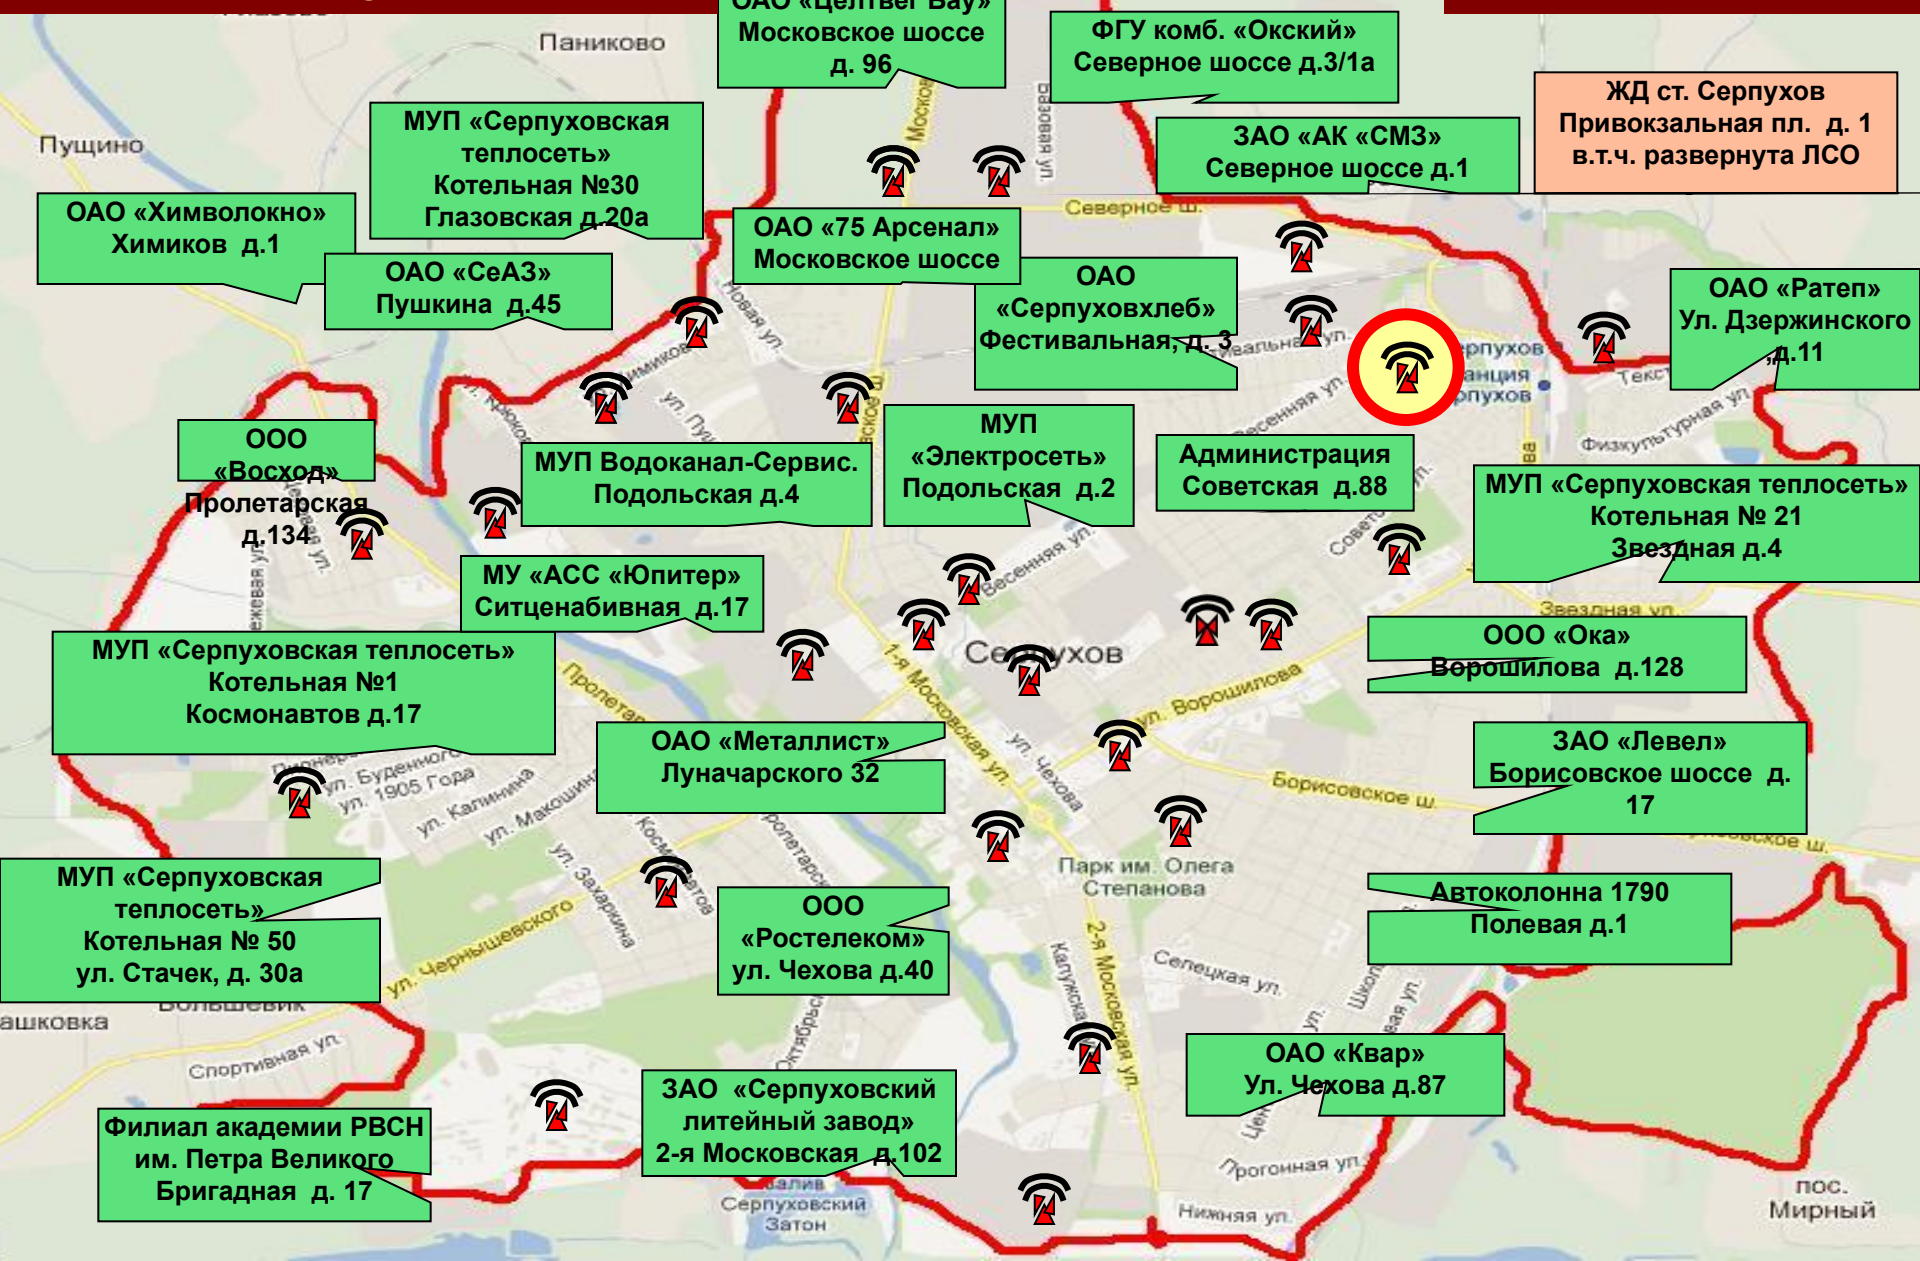 ОАО «Целтвег Бау»
Московское шоссе
д. 96
ФГУ комб. «Окский»
Северное шоссе д.3/1а
ЖД ст. Серпухов
Привокзальная пл. д. 1
в.т.ч. развернута ЛСО
ЗАО «АК «СМЗ»
Северное шоссе д.1
МУП «Серпуховская
теплосеть»
Котельная №30
Глазовская д.20а
ОАО «Химволокно»
Химиков д.1
ОАО «СеАЗ»
Пушкина д.45
ОАО «75 Арсенал»
Московское шоссе
ОАО
«Серпуховхлеб»
Фестивальная, д. 3
ОАО «Ратеп»
Ул. Дзержинского
,д.11
ООО
«Восход»
Пролетарская
д.134
МУП Водоканал-Сервис.
Подольская д.4
МУП
«Электросеть»
Подольская д.2
Администрация
Советская д.88
МУП «Серпуховская теплосеть»
Котельная № 21
Звездная д.4
МУ «АСС «Юпитер»
Ситценабивная д.17
МУП «Серпуховская теплосеть»
Котельная №1
Космонавтов д.17
ООО «Ока»
Ворошилова д.128
ОАО «Металлист»
Луначарского 32
ЗАО «Левел»
Борисовское шоссе д.
17
МУП «Серпуховская
теплосеть»
Котельная № 50
ул. Стачек, д. 30а
ООО
«Ростелеком»
ул. Чехова д.40
Автоколонна 1790
Полевая д.1
ОАО «Квар»
Ул. Чехова д.87
ЗАО «Серпуховский
литейный завод»
2-я Московская д.102
Филиал академии РВСН
им. Петра Великого
Бригадная д. 17
Паниково
Пущино
Базовая ул.
Северное ш.
Новая ул.
Весенняя ул.
Физкультурная ул.
Звездная ул.
Весенняя ул.
Серпухов
1-я Московская ул.
ул. Ворошилова
ул. Чехова
Борисовское ш.
ул. Буденного
ул. 1905 Года
ул. Калинина
ул. Захаркина
ул. Чернышевского
Парк им. Олега
Степанова
2-я Московская ул.
Селецкая ул.
Большевик
Спортивная ул.
Серпуховский
Затон
Прогонная ул.
Нижняя ул.
пос.
Мирный